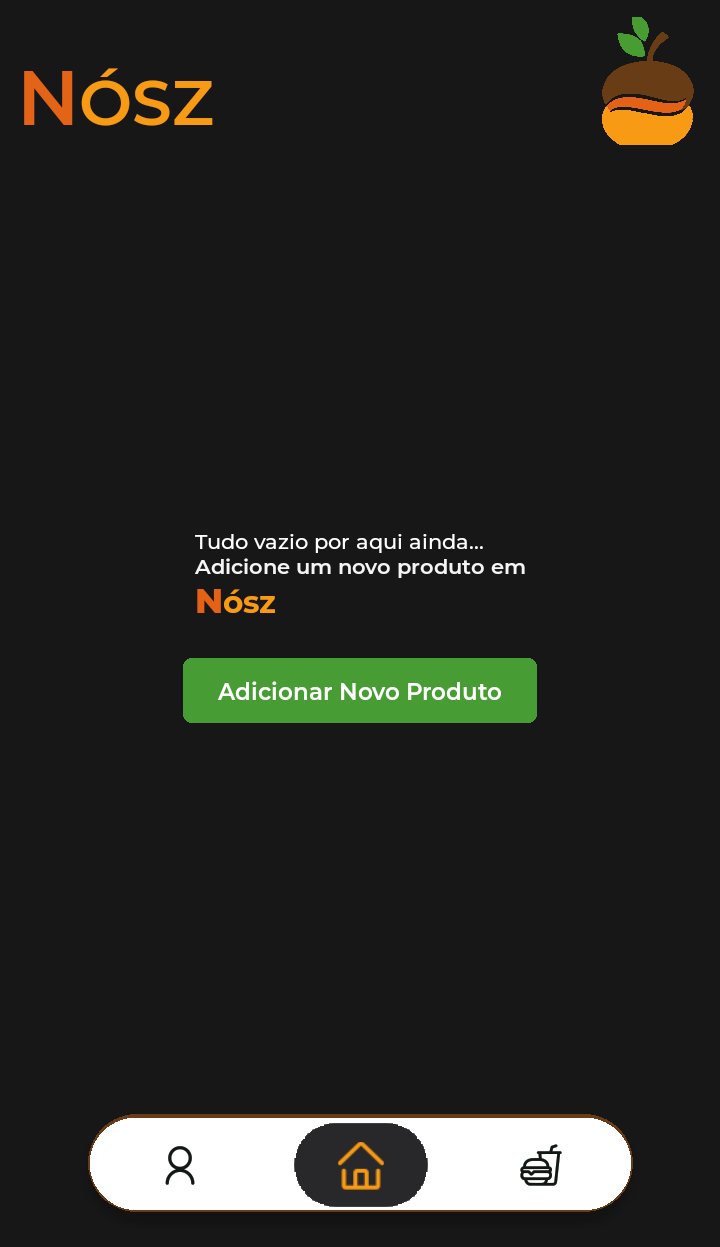 Nósz
Tudo vazio por aqui ainda...
Adicione um novo produto em
Nósz
Adicionar Novo Produto